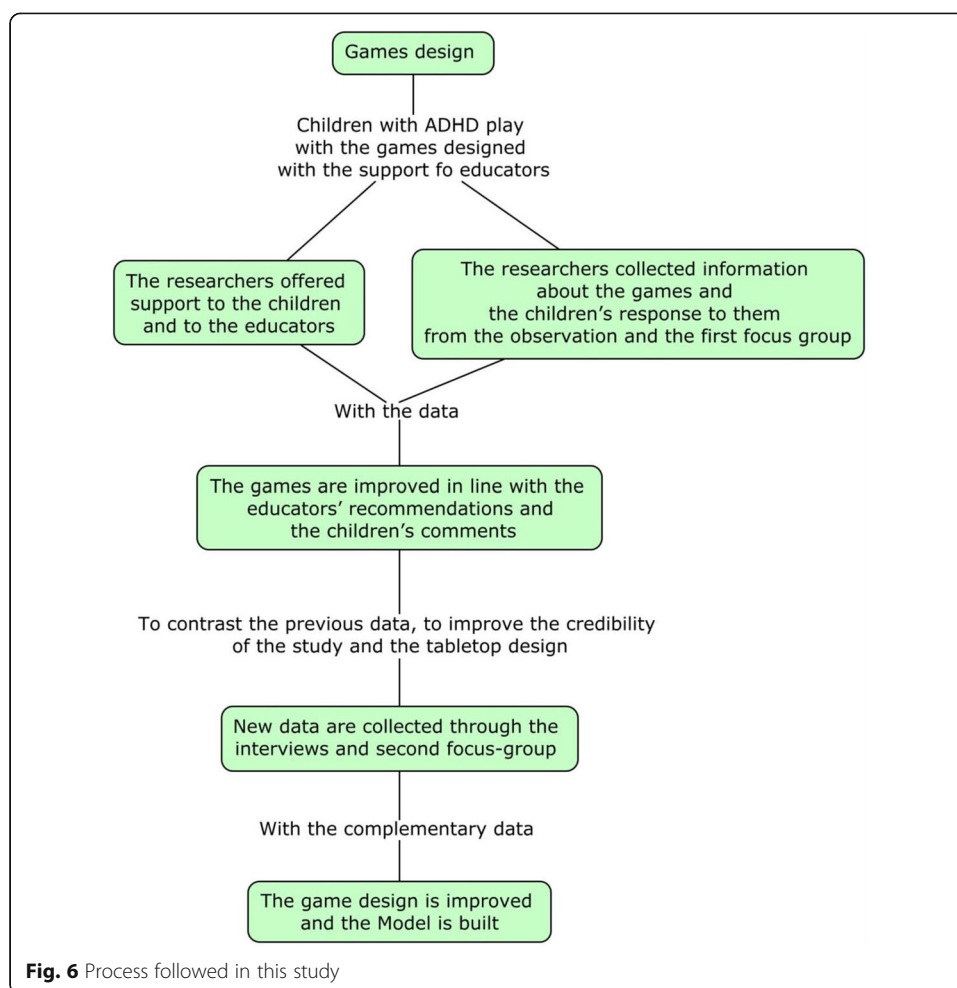 Games design
Children with ADHD play
with the games designed
with the support fo educators
The researchers offered
support to the children
and to the educators
The researchers collected information
about the games and
the children's response to them
from the observation and the first focus group
With the data
The games are improved in line with the
educators' recommendations and
the children's comments
To contrast the previous data, to improve the credibility
of the study and the tabletop design
New data are collected through the
interviews and second focus-group
With the complementary data
The game design is improved
and the Model is built
Fig. 6 Process followed in this study